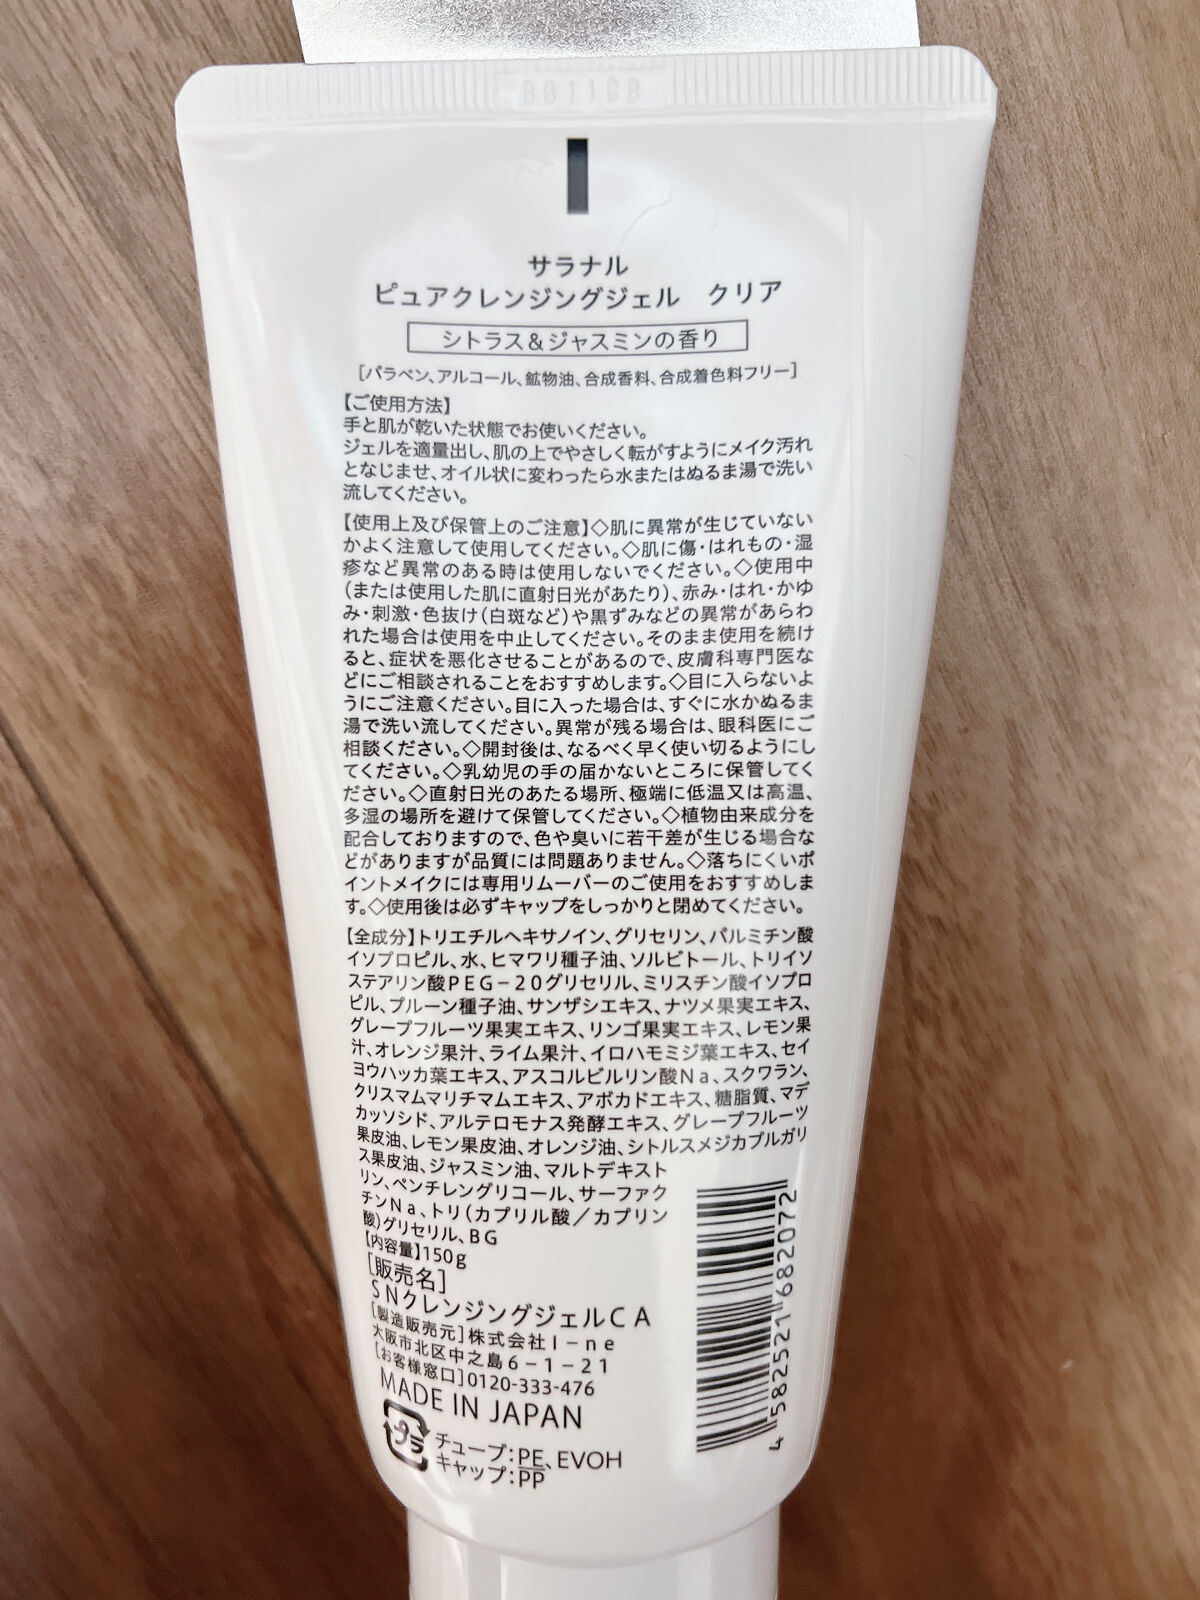 サラナル
ピュアクレンジングジェル　クリア
シトラス&ジャスミンの香り
[パラベン、アルコール、鉱物油、合成香料、合成着色料フリー]
【ご使用方法】
手と肌が乾いた状態でお使いください。
ジェルを適量出し、肌の上でやさしく転がすようにメイク汚れ
となじませ、オイル状に変わったら水またはぬるま湯で洗い
流してください。
【使用上及び保管上のご注意】◇肌に異常が生じていない
かよく注意して使用してください。◇肌に傷・はれもの・湿
疹など異常のある時は使用しないでください。◇使用中
(または使用した肌に直射日光があたり)、赤み・はれ・かゆ
み・刺激・色抜け(白斑など)や黒ずみなどの異常があらわ
れた場合は使用を中止してください。そのまま使用を続け
ると、症状を悪化させることがあるので、皮膚科専門医な
どにご相談されることをおすすめします。◇目に入らないよ
うにご注意ください。目に入った場合は、すぐに水かぬるま
湯で洗い流してください。異常が残る場合は、眼科医にご
相談ください。◇開封後は、なるべく早く使い切るようにし
てください。◇乳幼児の手の届かないところに保管してく
ださい。◇直射日光のあたる場所、極端に低温又は高温、
多湿の場所を避けて保管してください。◇植物由来成分を
配合しておりますので、色や臭いに若干差が生じる場合な
どがありますが品質には問題ありません。◇落ちにくいポ
イントメイクには専用リムーバーのご使用をおすすめしま
す。◇使用後は必ずキャップをしっかりと閉めてください。
【全成分】トリエチルヘキサノイン、グリセリン、パルミチン酸
イソプロピル、水、ヒマワリ種子油、ソルビトール、トリイソ
ステアリン酸PEG-20グリセリル、ミリスチン酸イソプロ
ピル、プルーン種子油、サンザシエキス、ナツメ果実エキス、
グレープフルーツ果実エキス、リンゴ果実エキス、レモン果
汁、オレンジ果汁、ライム果汁、イロハモミジ葉エキス、セイ
ヨウハッカ葉エキス、アスコルビルリン酸Na、スクワラン、
クリスマムマリチマムエキス、アボカドエキス、糖脂質、マデ
カッソシド、アルテロモナス発酵エキス、グレープフルーツ
果皮油、レモン果皮油、オレンジ油、シトルスメジカブルガリ
ス果皮油、ジャスミン油、マルトデキスト
リン、ペンチレングリコール、サーファク
チンNa、トリ(カプリル酸／カプリン
酸)グリセリル、BG
【内容量】150g
[販売名]
SNクレンジングジェルCA
[製造販売元]株式会社I-ne
大阪市北区中之島6-1-21
[お客様窓口]0120-333-476
MADE IN JAPAN
プラ
チューブ:PE、EVOH
キャップ:PP
4 582521 682072